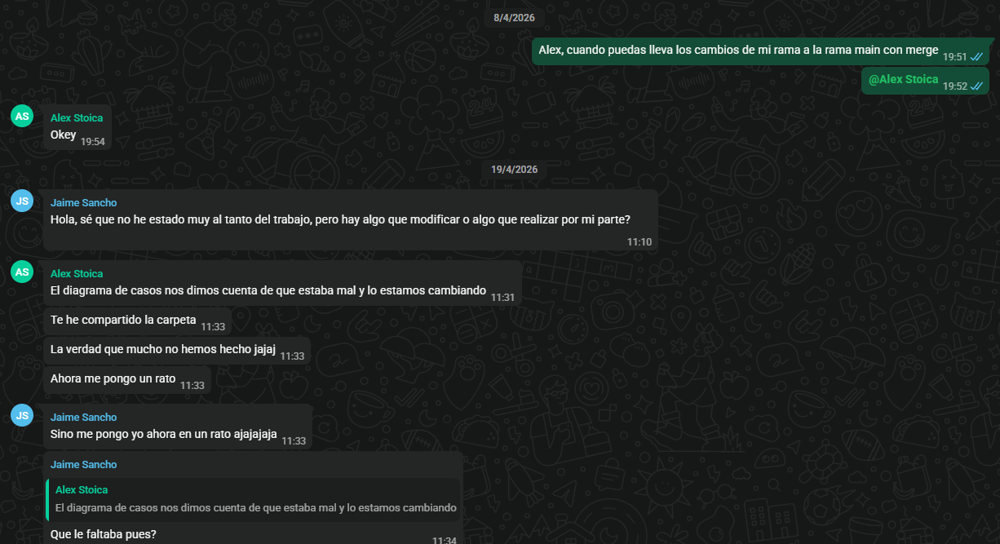 8/4/2026
Alex, cuando puedas lleva los cambios de mi rama a la rama main con merge 19:51
@Alex Stoica 19:52
AS
Alex Stoica
Okey 19:54
19/4/2026
JS
Jaime Sancho
Hola, sé que no he estado muy al tanto del trabajo, pero hay algo que modificar o algo que realizar por mi parte?
11:10
AS
Alex Stoica
El diagrama de casos nos dimos cuenta de que estaba mal y lo estamos cambiando 11:31
Te he compartido la carpeta 11:33
La verdad que mucho no hemos hecho jajaj 11:33
Ahora me pongo un rato 11:33
JS
Jaime Sancho
Sino me pongo yo ahora en un rato ajajajaja 11:33
Jaime Sancho
Alex Stoica
El diagrama de casos nos dimos cuenta de que estaba mal y lo estamos cambiando
Que le faltaba pues? 11:34